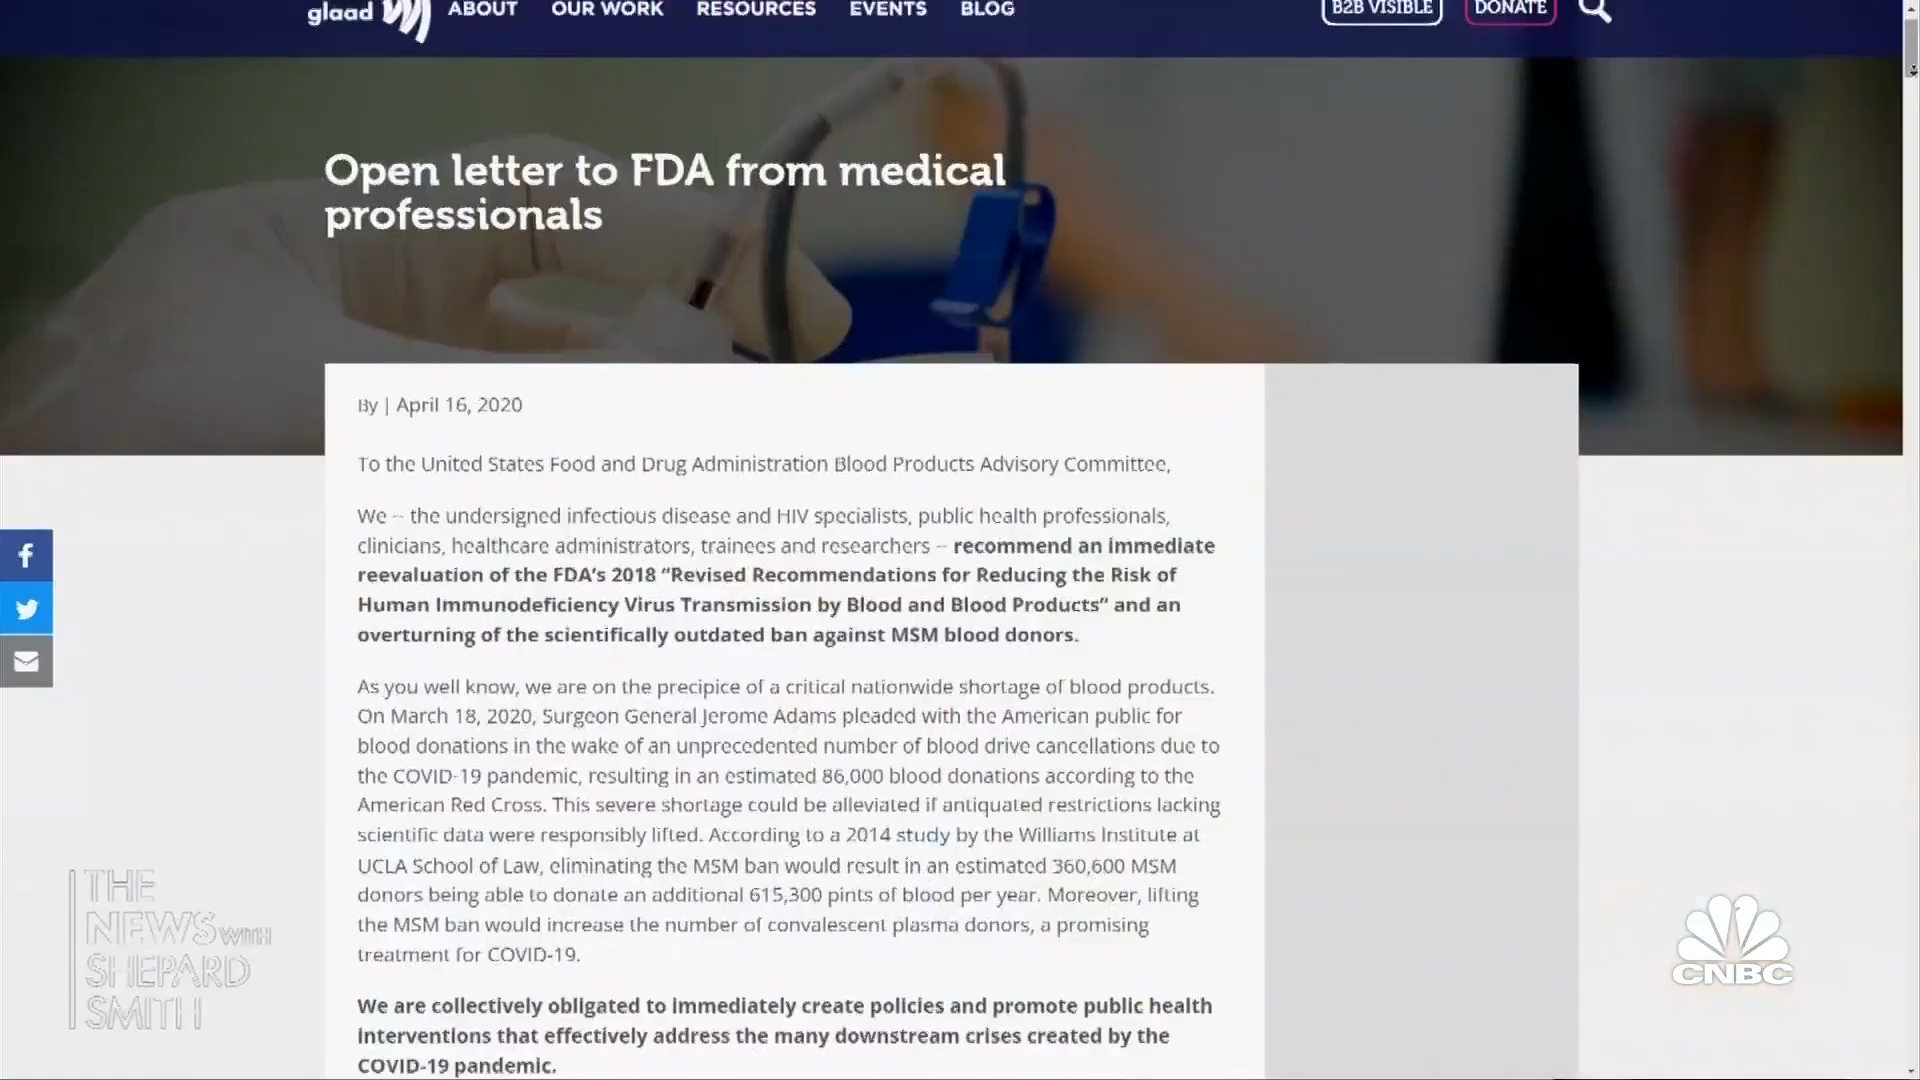 glaad
ABOUT OUR WORK RESOURCES EVENTS BLOG B2B VISIBLE DONATE
Open letter to FDA from medical
professionals
By | April 16, 2020
To the United States Food and Drug Administration Blood Products Advisory Committee,
We -- the undersigned infectious disease and HIV specialists, public health professionals,
clinicians, healthcare administrators, trainees and researchers -- recommend an immediate
reevaluation of the FDA's 2018 “Revised Recommendations for Reducing the Risk of
Human Immunodeficiency Virus Transmission by Blood and Blood Products” and an
overturning of the scientifically outdated ban against MSM blood donors.
As you well know, we are on the precipice of a critical nationwide shortage of blood products.
On March 18, 2020, Surgeon General Jerome Adams pleaded with the American public for
blood donations in the wake of an unprecedented number of blood drive cancellations due to
the COVID-19 pandemic, resulting in an estimated 86,000 blood donations according to the
American Red Cross. This severe shortage could be alleviated if antiquated restrictions lacking
scientific data were responsibly lifted. According to a 2014 study by the Williams Institute at
UCLA School of Law, eliminating the MSM ban would result in an estimated 360,600 MSM
donors being able to donate an additional 615,300 pints of blood per year. Moreover, lifting
the MSM ban would increase the number of convalescent plasma donors, a promising
treatment for COVID-19.
We are collectively obligated to immediately create policies and promote public health
interventions that effectively address the many downstream crises created by the
COVID-19 pandemic.
THE
NEWS WITH
SHEPARD
SMITH
CNBC